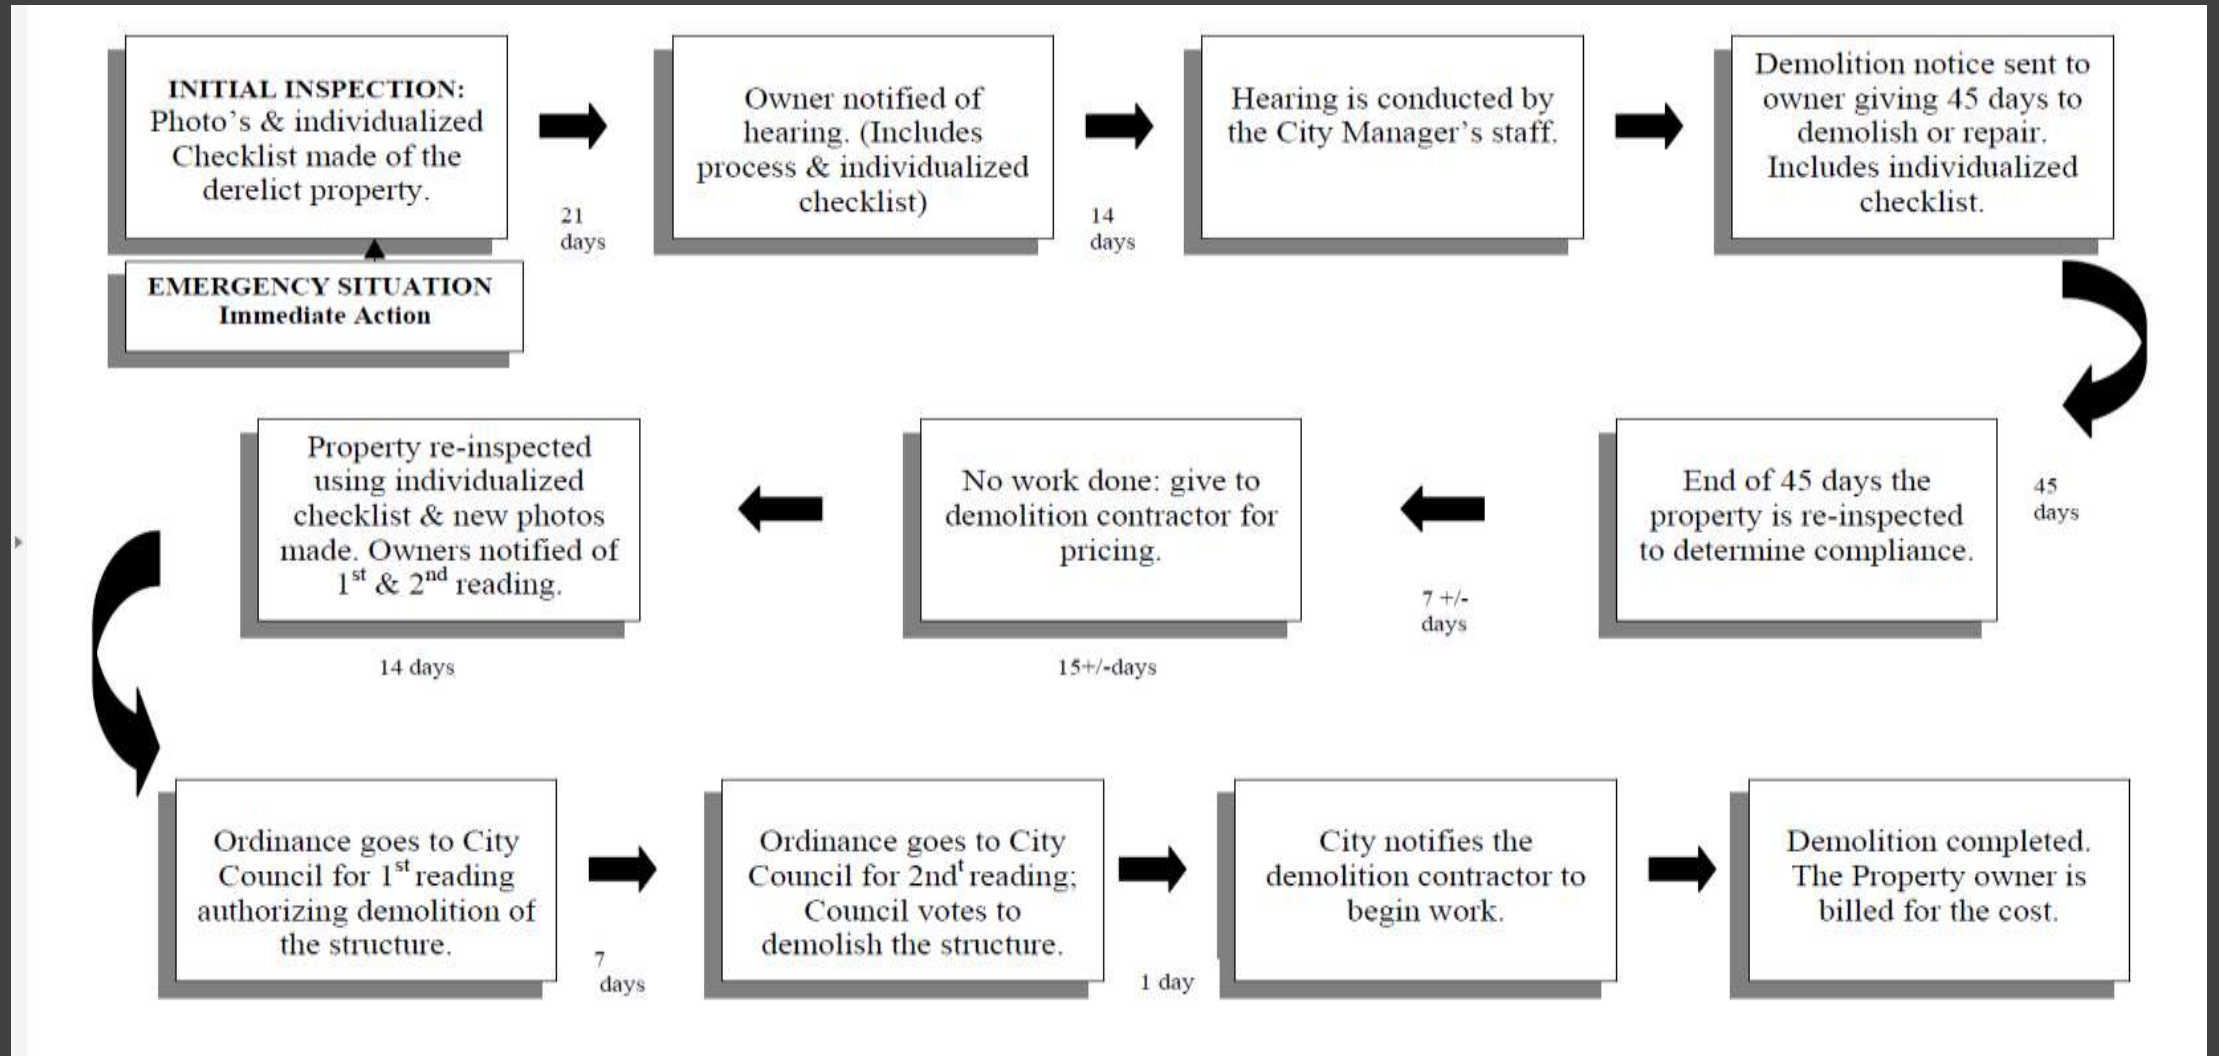 INITIAL INSPECTION:
Photo's & individualized
Checklist made of the
derelict property.
21
days
Owner notified of
hearing. (Includes
process & individualized
checklist)
14
days
Hearing is conducted by
the City Manager's staff.
Demolition notice sent to
owner giving 45 days to
demolish or repair.
Includes individualized
checklist.
EMERGENCY SITUATION
Immediate Action
45
days
End of 45 days the
property is re-inspected
to determine compliance.
7 +/-
days
No work done: give to
demolition contractor for
pricing.
15+/-days
Property re-inspected
using individualized
checklist & new photos
made. Owners notified of
1st & 2nd reading.
14 days
Ordinance goes to City
Council for 1st reading
authorizing demolition of
the structure.
7
days
Ordinance goes to City
Council for 2ndt reading;
Council votes to
demolish the structure.
1 day
City notifies the
demolition contractor to
begin work.
Demolition completed.
The Property owner is
billed for the cost.